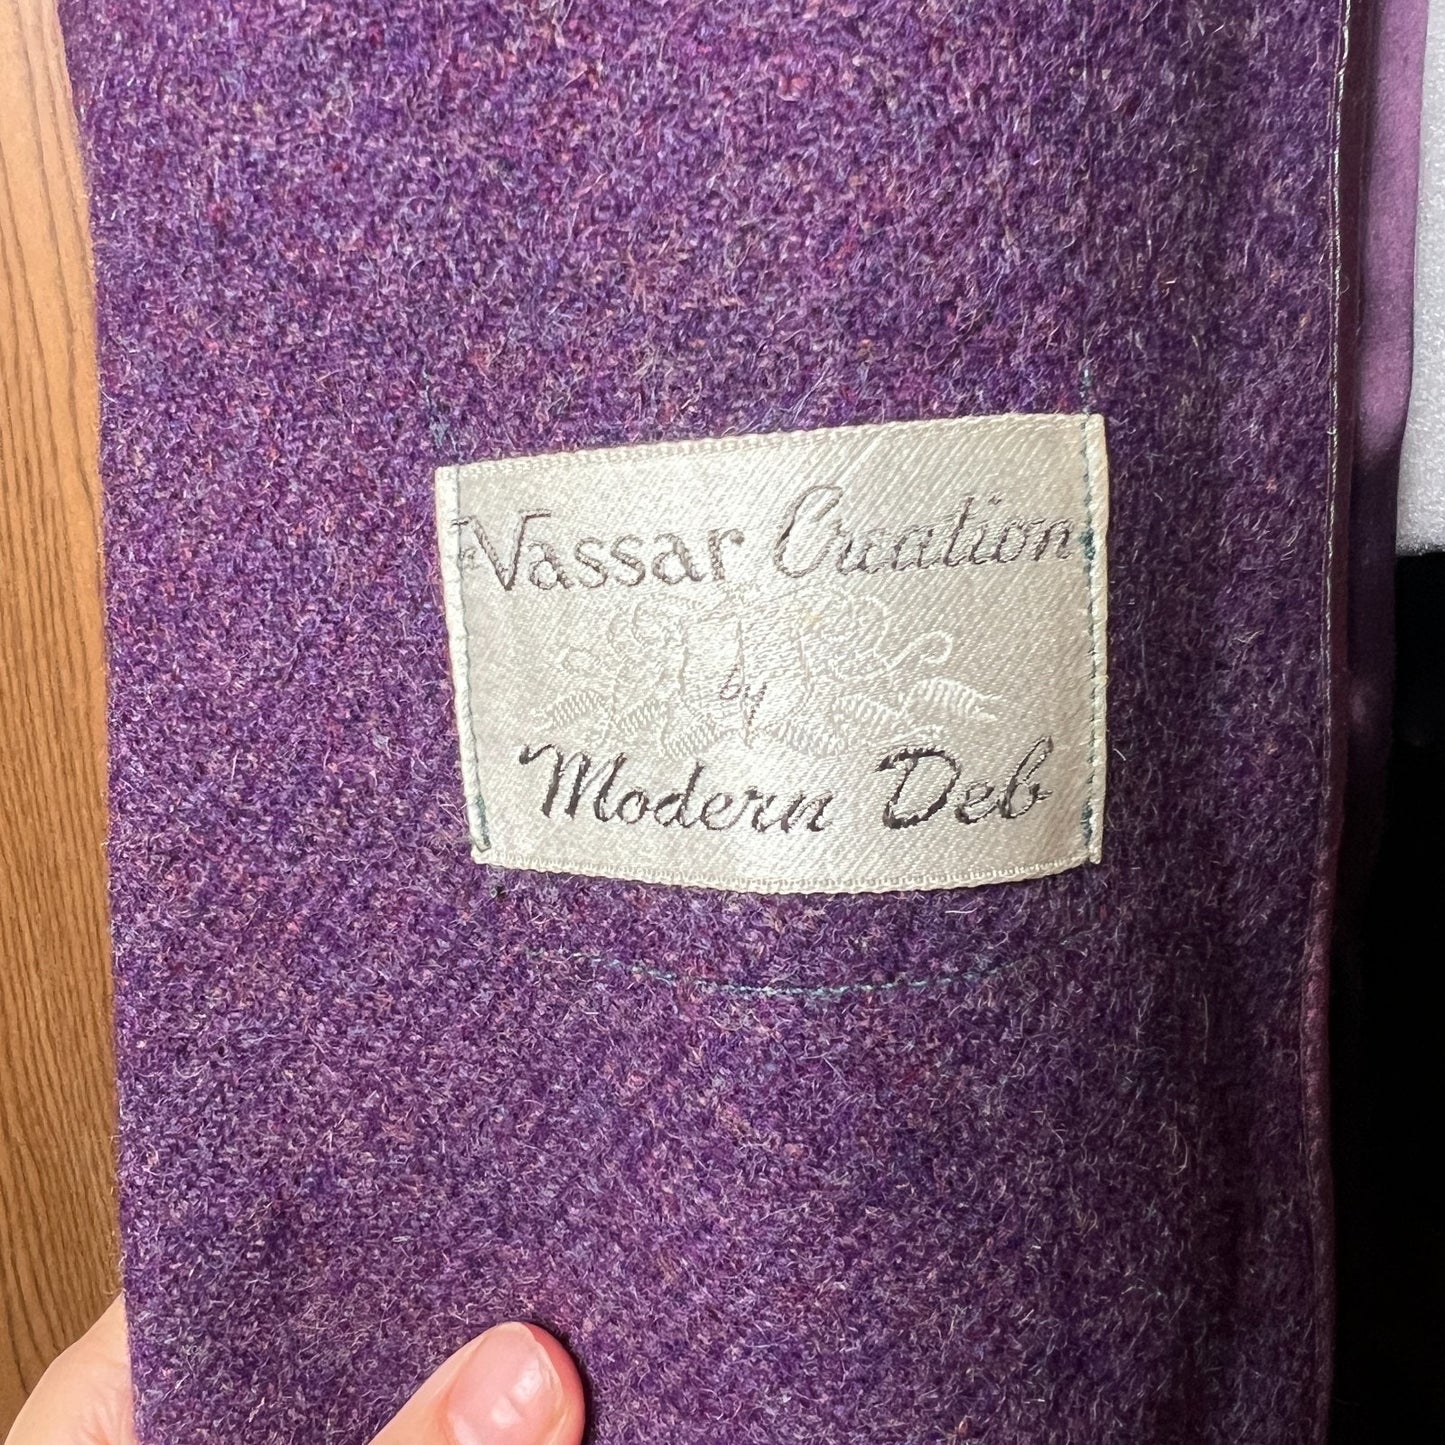 A Vassar Creation
by
Modern Deb